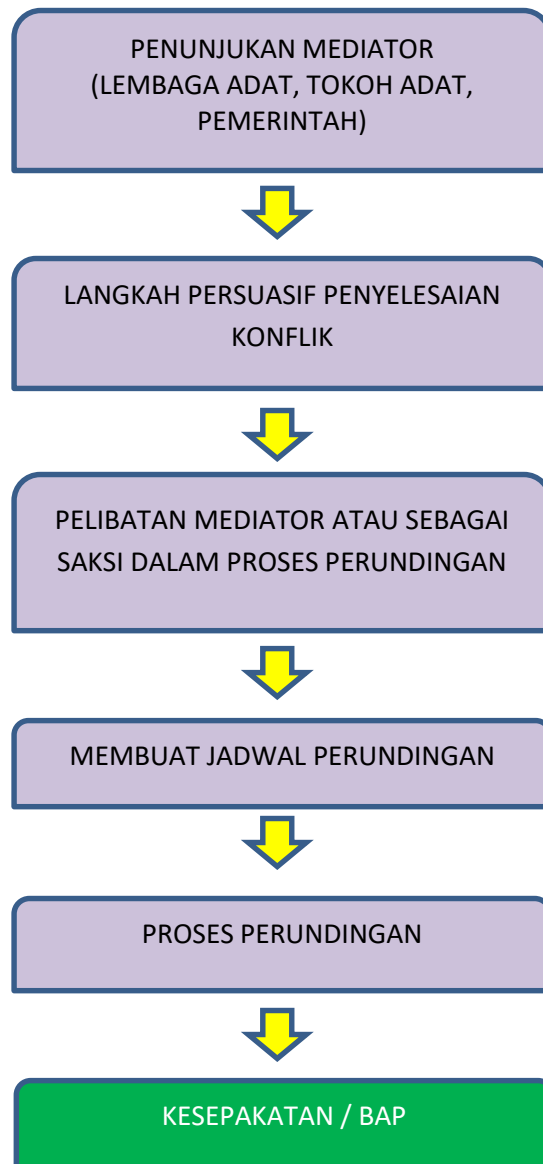 PENUNJUKAN MEDIATOR
(LEMBAGA ADAT, TOKOH ADAT,
PEMERINTAH)
LANGKAH PERSUASIF PENYELESAIAN
KONFLIK
PELIBATAN MEDIATOR ATAU SEBAGAI
SAKSI DALAM PROSES PERUNDINGAN
MEMBUAT JADWAL PERUNDINGAN
PROSES PERUNDINGAN
KESEPAKATAN / BAP